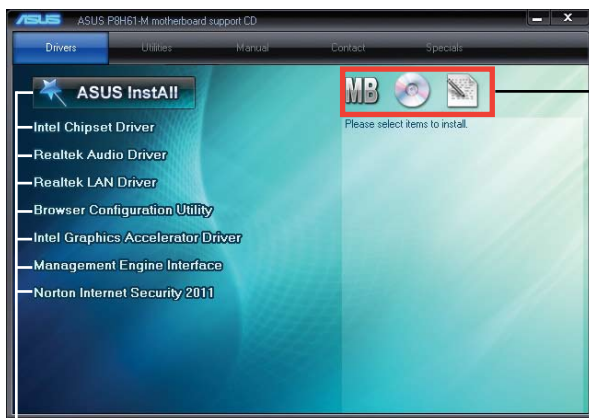 ASUS ASUS P8H61-M motherboard support CD
Drivers Utilities Manual Contact Specials
ASUS InstAll
MB
Please select items to install.
Intel Chipset Driver
Realtek Audio Driver
Realtek LAN Driver
Browser Configuration Utility
Intel Graphics Accelerator Driver
Management Engine Interface
Norton Internet Security 2011